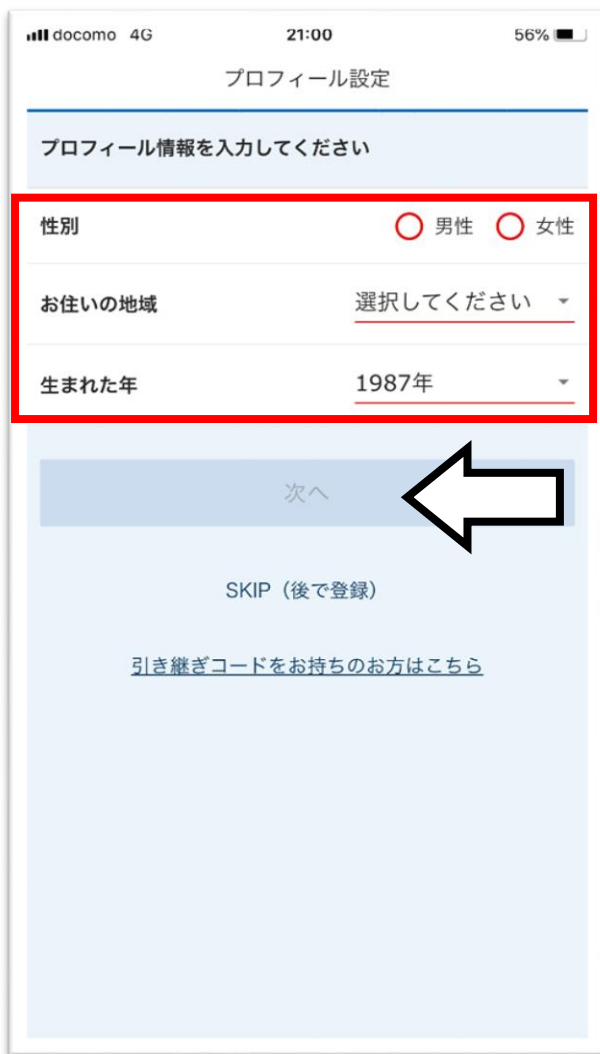 docomo 4G 21:00 56%
プロフィール設定
プロフィール情報を入力してください
性別 男性 女性
お住いの地域 選択してください
生まれた年 1987年
次へ
SKIP（後で登録）
引き継ぎコードをお持ちのお方はこちら